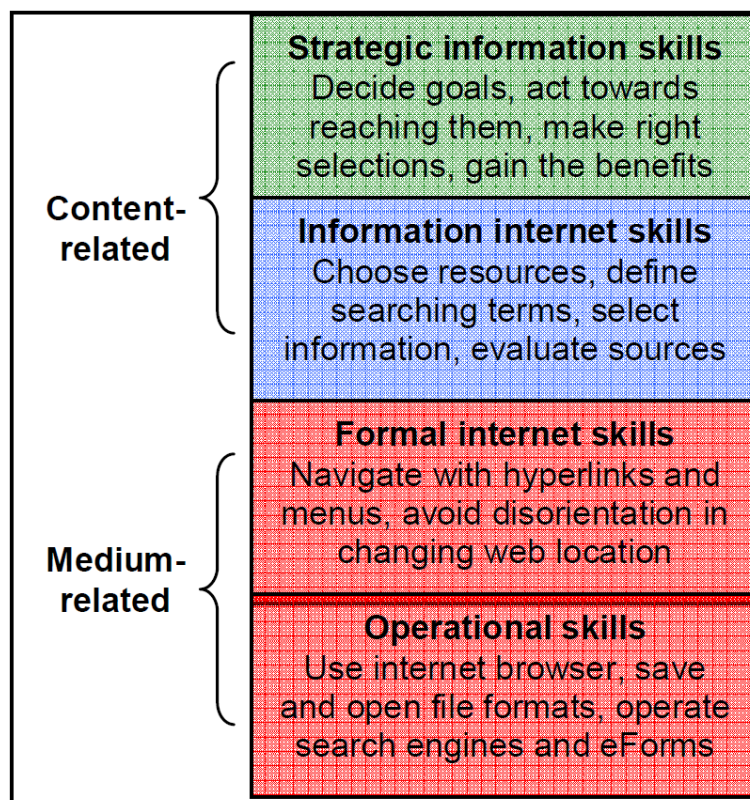 Strategic information skills
Decide goals, act towards
reaching them, make right
selections, gain the benefits
Content-
related
Information internet skills
Choose resources, define
searching terms, select
information, evaluate sources
Formal internet skills
Navigate with hyperlinks and
menus, avoid disorientation in
changing web location
Medium-
related
Operational skills
Use internet browser, save
and open file formats, operate
search engines and eForms